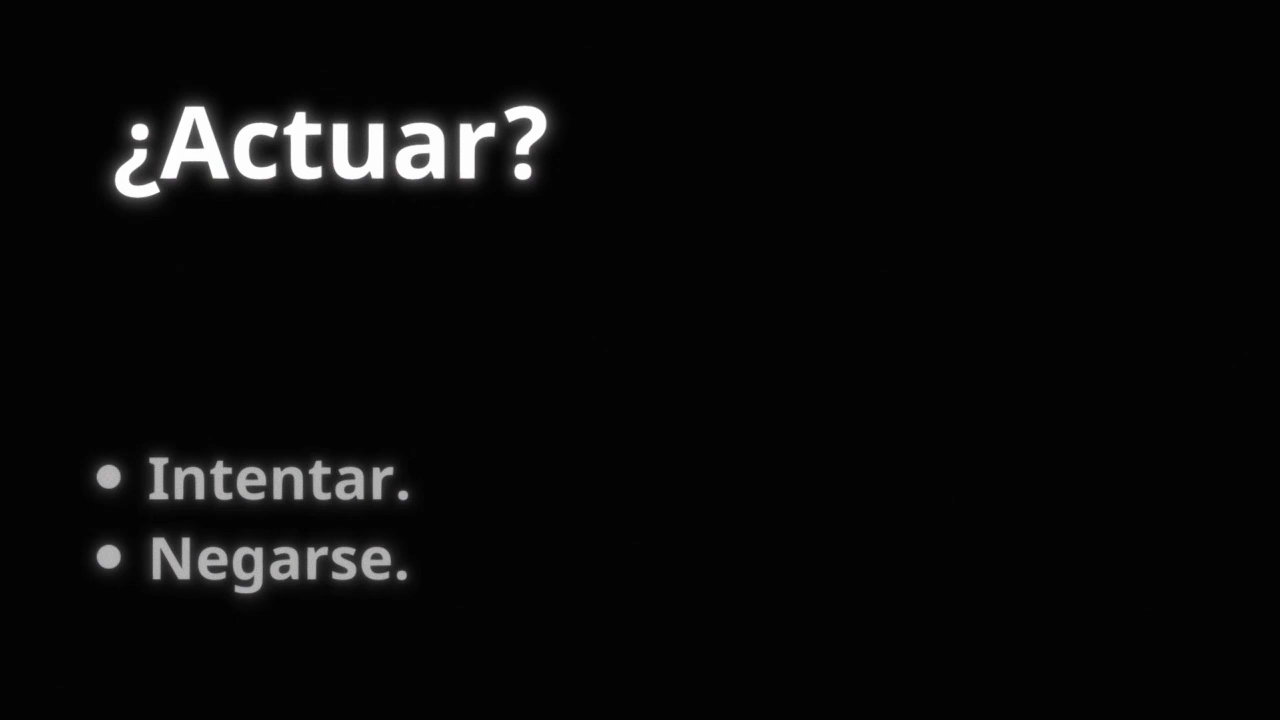 ¿Actuar?
• Intentar.
• Negarse.